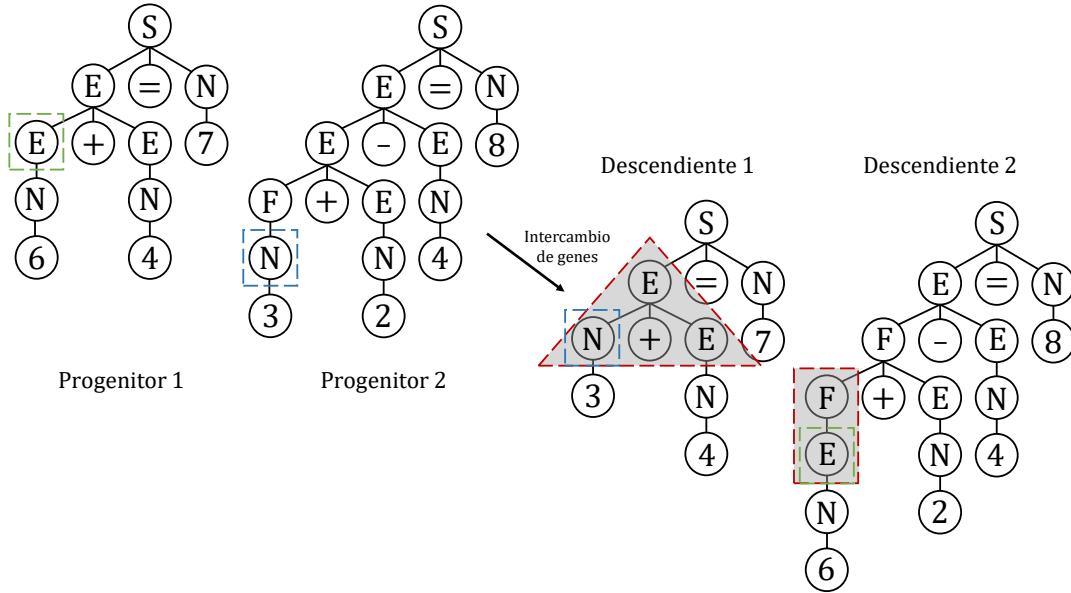 S
S
E = N
E = N
E + E 7
E - E 8
N N
F + E N
6 4
N N 4
3 2
Progenitor 1
Progenitor 2
Intercambio
de genes
Descendiente 1
Descendiente 2
S
S
E = N
E = N
N + E 7
F - E 8
3 N
F + E N
4
E N 4
N 2
6